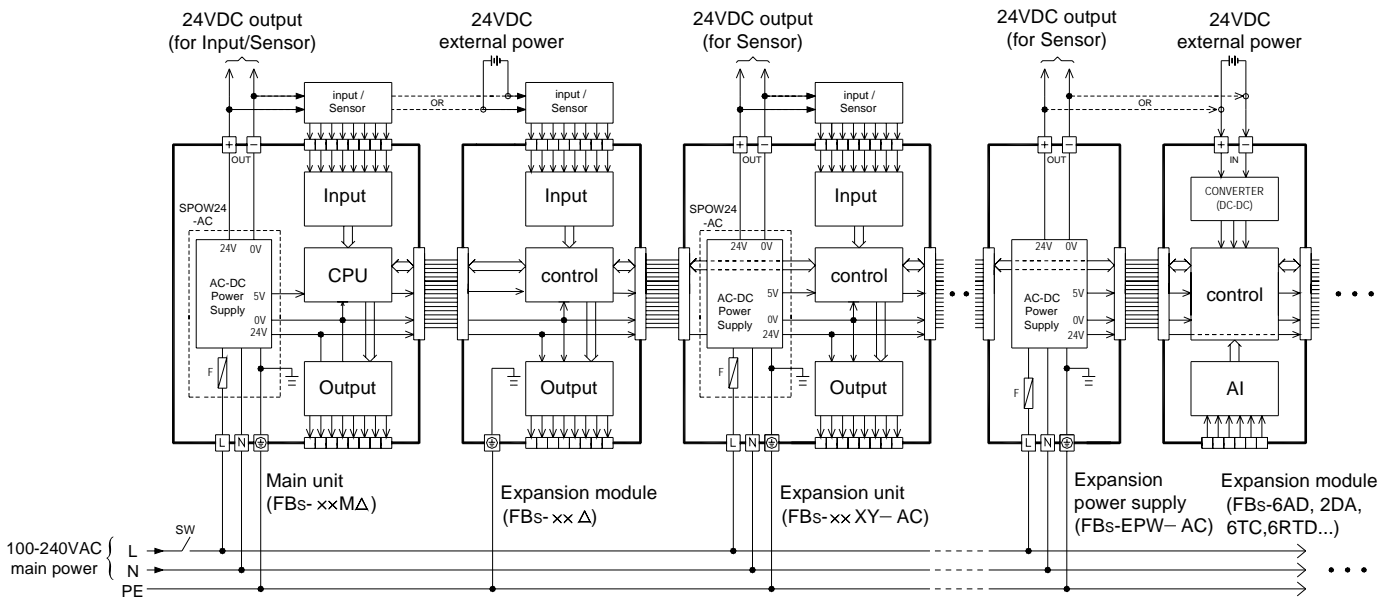 24VDC output
(for Input/Sensor)
24VDC
external power
24VDC output
(for Sensor)
24VDC output
(for Sensor)
24VDC
external power
input /
Sensor
OR
input /
Sensor
input /
Sensor
OR
+
−
OUT
+
−
OUT
+
−
OUT
+
−
IN
SPOW24
-AC
24V
0V
AC-DC
Power
Supply
5V
0V
24V
F
Input
CPU
Output
L
N
Input
control
Output
SPOW24
-AC
24V
0V
AC-DC
Power
Supply
5V
0V
24V
F
Input
control
Output
L
N
24V
0V
AC-DC
Power
Supply
5V
0V
24V
F
L
N
CONVERTER
(DC-DC)
control
AI
Main unit
(FBs- ××MΔ)
Expansion module
(FBs- ×× Δ)
Expansion unit
(FBs- ×× XY− AC)
Expansion
power supply
(FBs-EPW− AC)
Expansion module
(FBs-6AD, 2DA,
6TC,6RTD...)
100-240VAC
main power
L
SW
N
PE